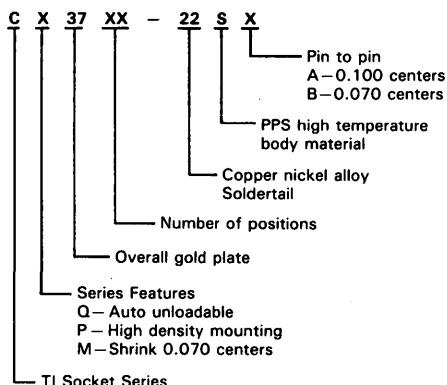 C X 37 XX - 22 S X
Pin to pin
A—0.100 centers
B—0.070 centers
PPS high temperature
body material
Copper nickel alloy
Soldertail
Number of positions
Overall gold plate
Series Features
Q— Auto unloadable
P— High density mounting
M—Shrink 0.070 centers
TI Socket Series